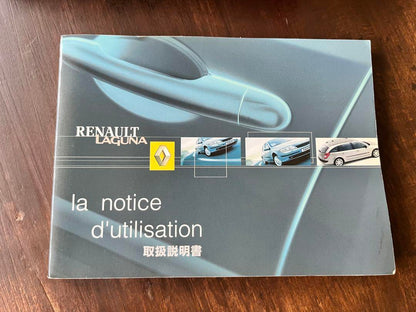 RENAULT
LAGUNA
la notice
d'utilisation
取扱説明書